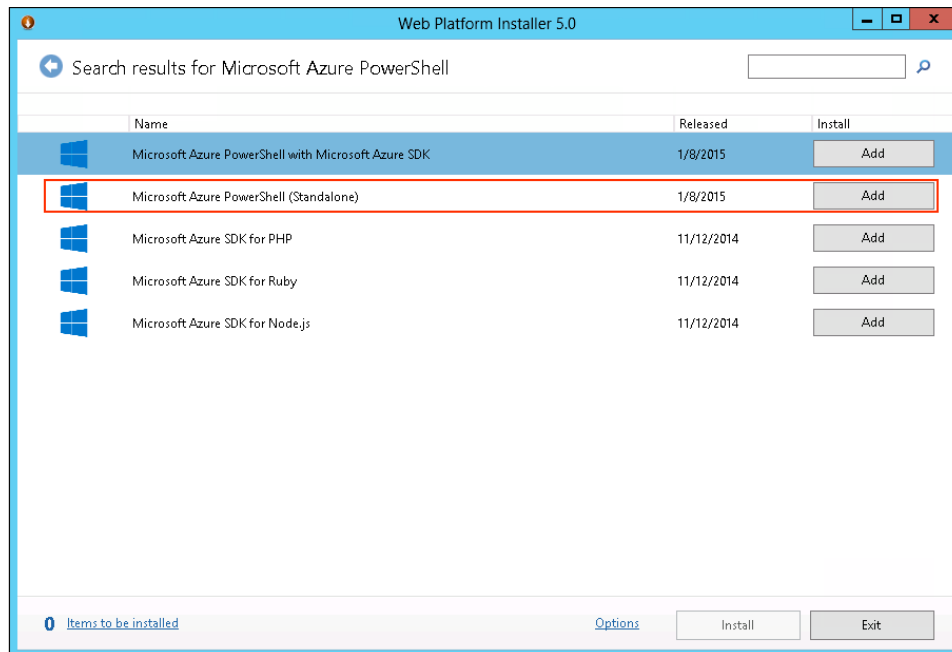 Web Platform Installer 5.0
Search results for Microsoft Azure PowerShell
Name Released Install
Microsoft Azure PowerShell with Microsoft Azure SDK 1/8/2015 Add
Microsoft Azure PowerShell (Standalone) 1/8/2015 Add
Microsoft Azure SDK for PHP 11/12/2014 Add
Microsoft Azure SDK for Ruby 11/12/2014 Add
Microsoft Azure SDK for Node.js 11/12/2014 Add
0 Items to be installed Options Install Exit